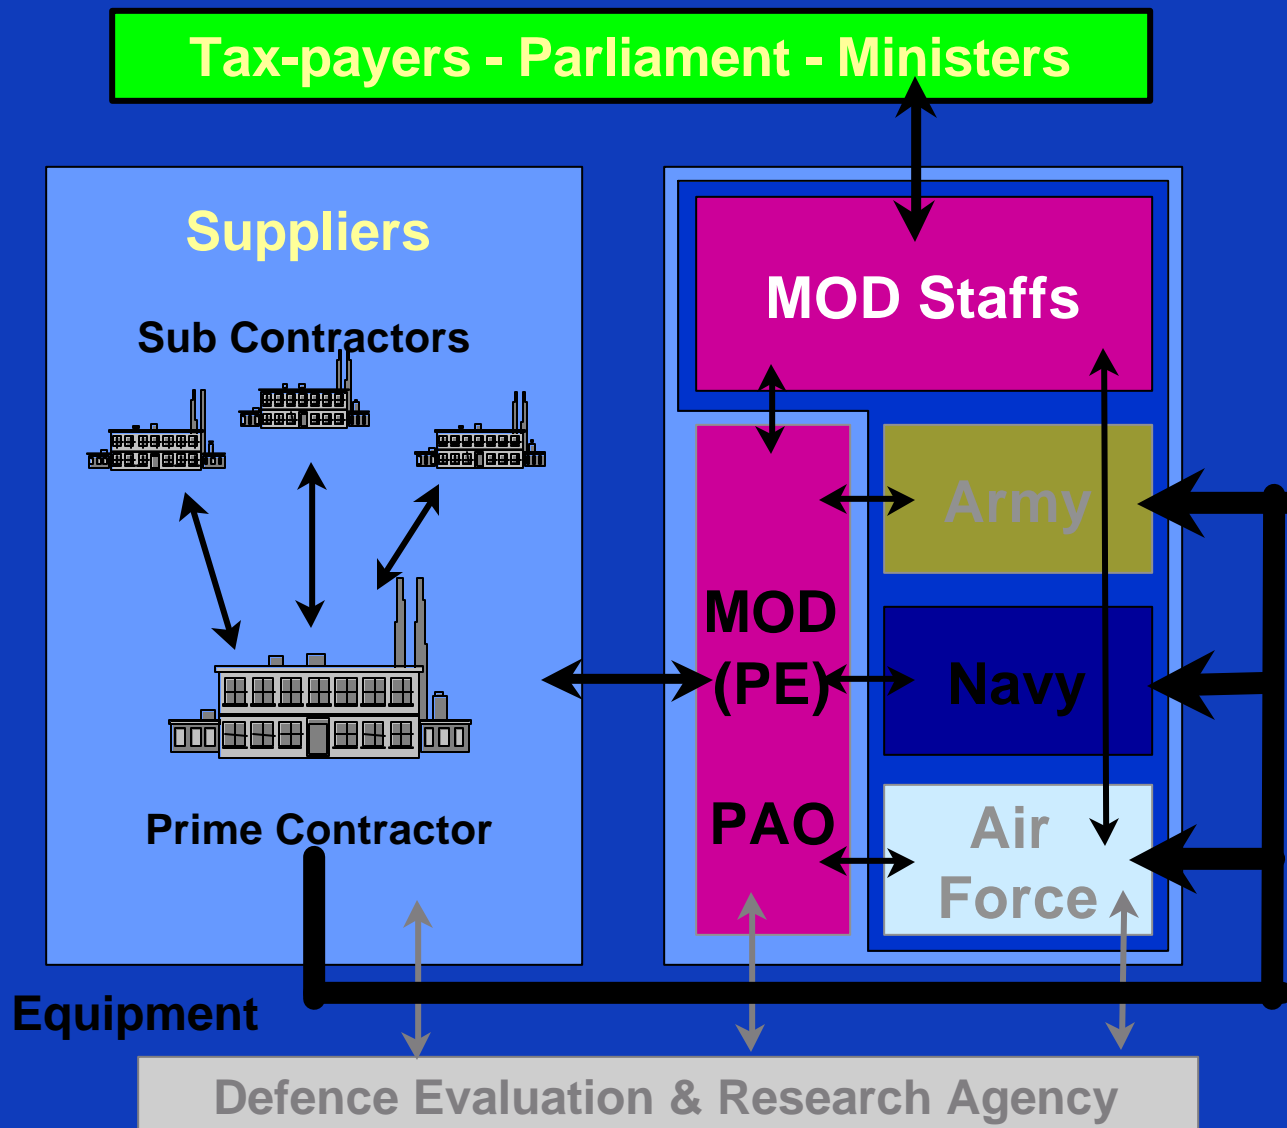 Tax-payers - Parliament - Ministers
Suppliers
Sub Contractors
Prime Contractor
MOD Staffs
MOD
(PE)
PAO
Army
Navy
Air
Force
Equipment
Defence Evaluation & Research Agency